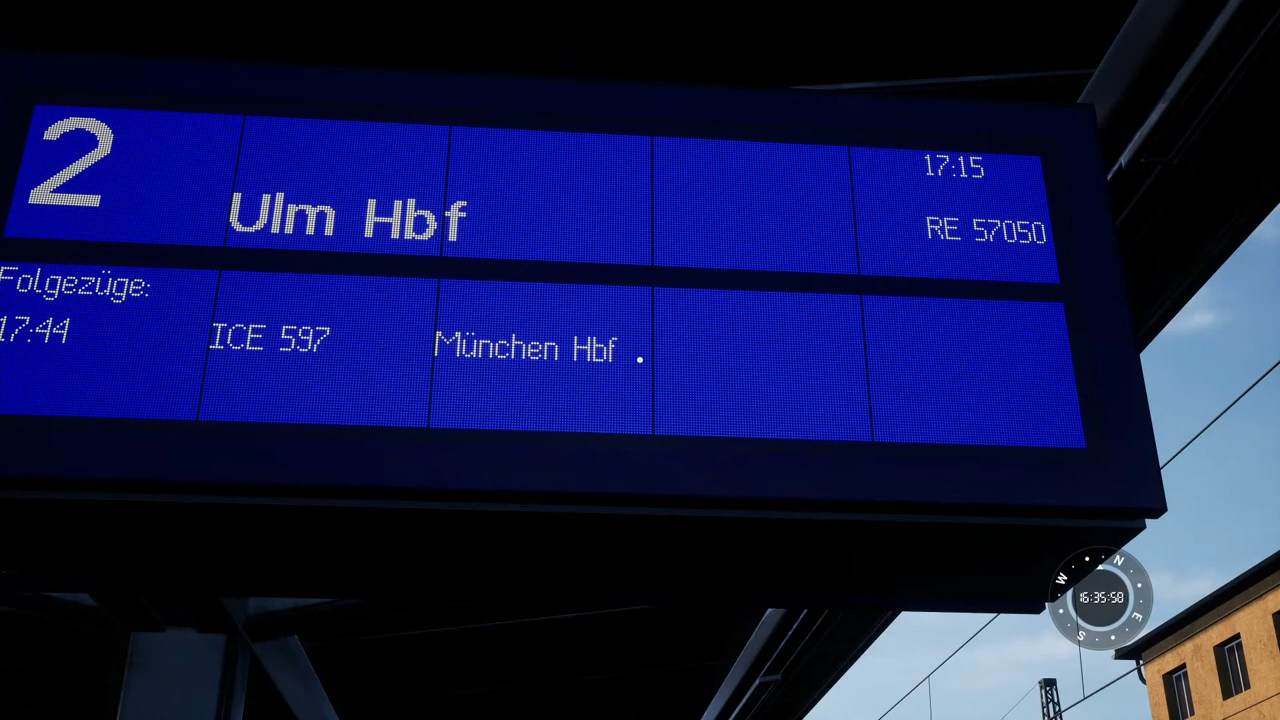 2
Ulm Hbf
17:15
RE 57050
Folgezüge:
17:44 ICE 597 München Hbf
N
W
E
S
16:35:58